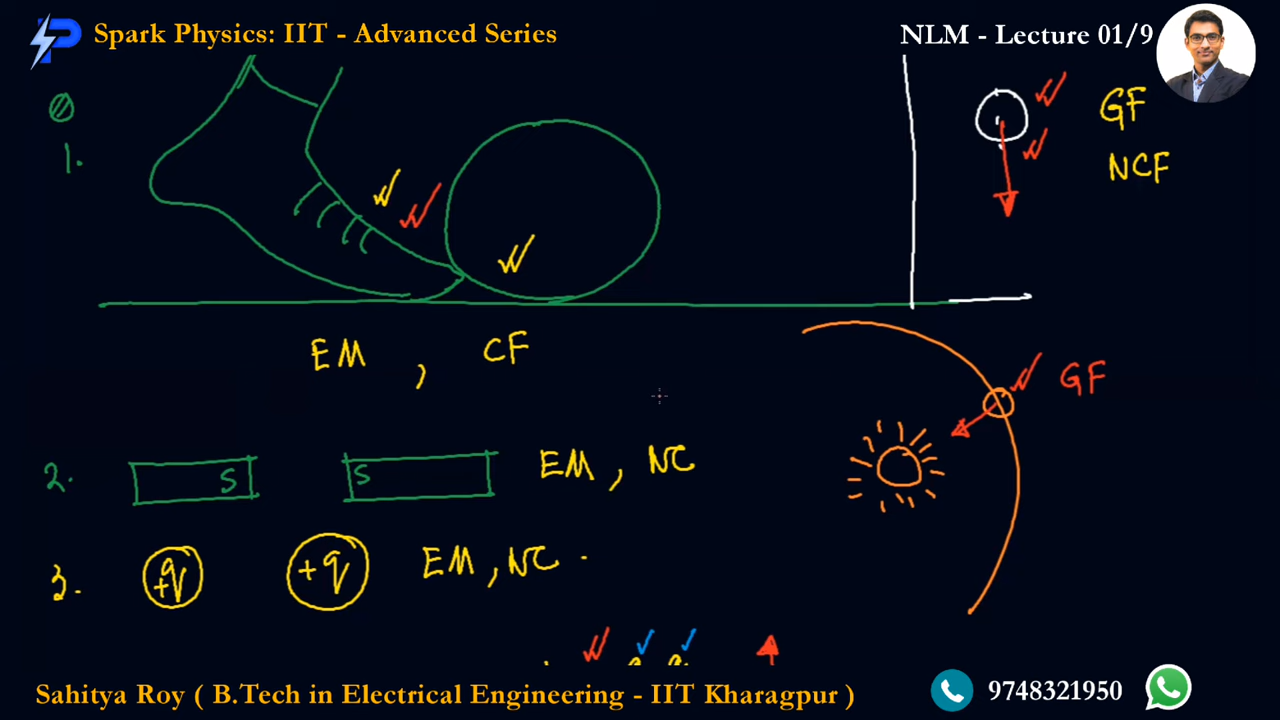 Spark Physics: IIT - Advanced Series
NLM - Lecture 01/9
1.
GF
NCF
EM , CF
GF
2. S S EM , NC
3. +q +q EM , NC .
Sahitya Roy ( B.Tech in Electrical Engineering - IIT Kharagpur )
9748321950